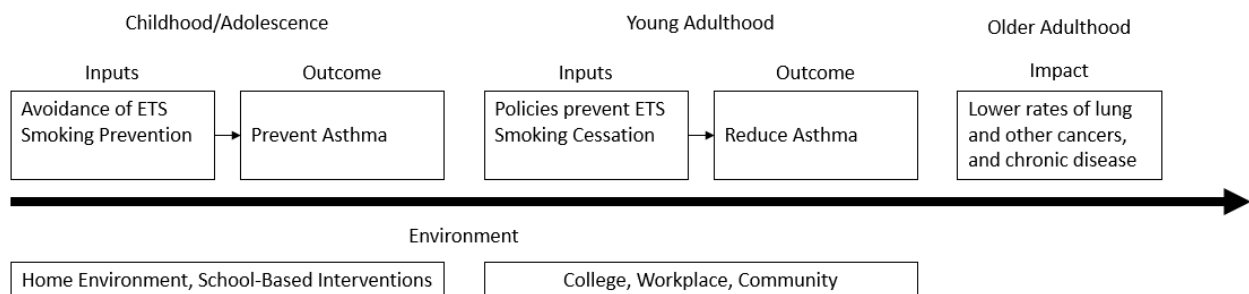 Childhood/Adolescence
Young Adulthood
Older Adulthood
Inputs
Outcome
Inputs
Outcome
Impact
Avoidance of ETS
Smoking Prevention
Prevent Asthma
Policies prevent ETS
Smoking Cessation
Reduce Asthma
Lower rates of lung
and other cancers,
and chronic disease
Environment
Home Environment, School-Based Interventions
College, Workplace, Community